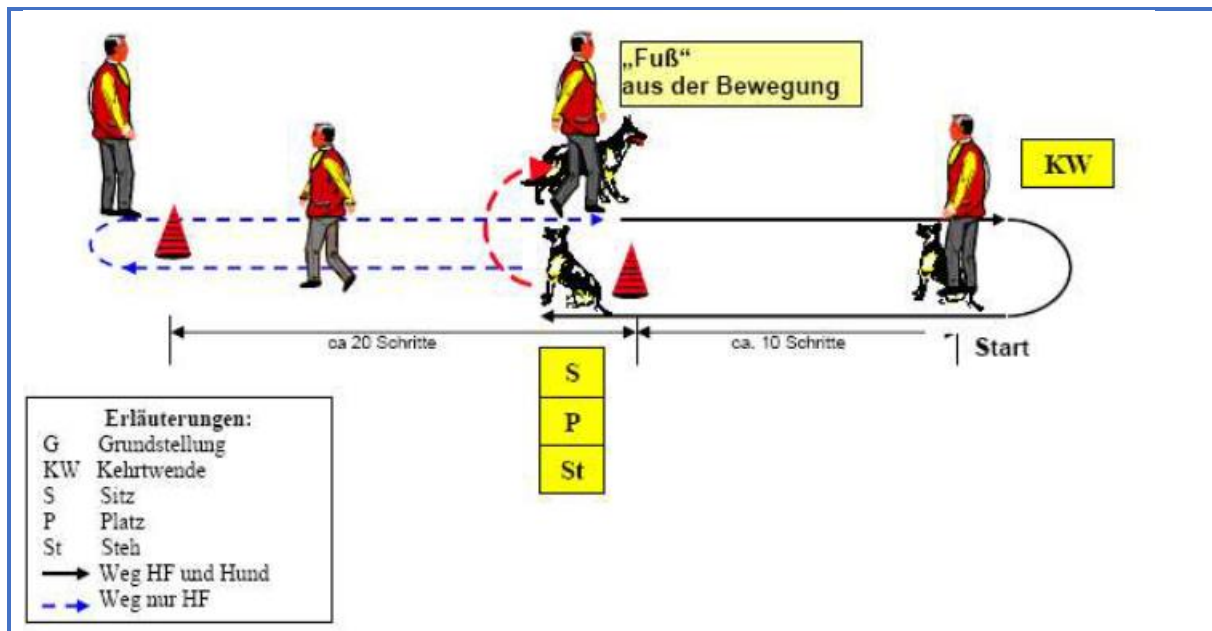 „Fuß“
aus der Bewegung
KW
ca 20 Schritte
ca. 10 Schritte
Start
S
P
St
Erläuterungen:
G Grundstellung
KW Kehrtwende
S Sitz
P Platz
St Steh
Weg HF und Hund
Weg nur HF